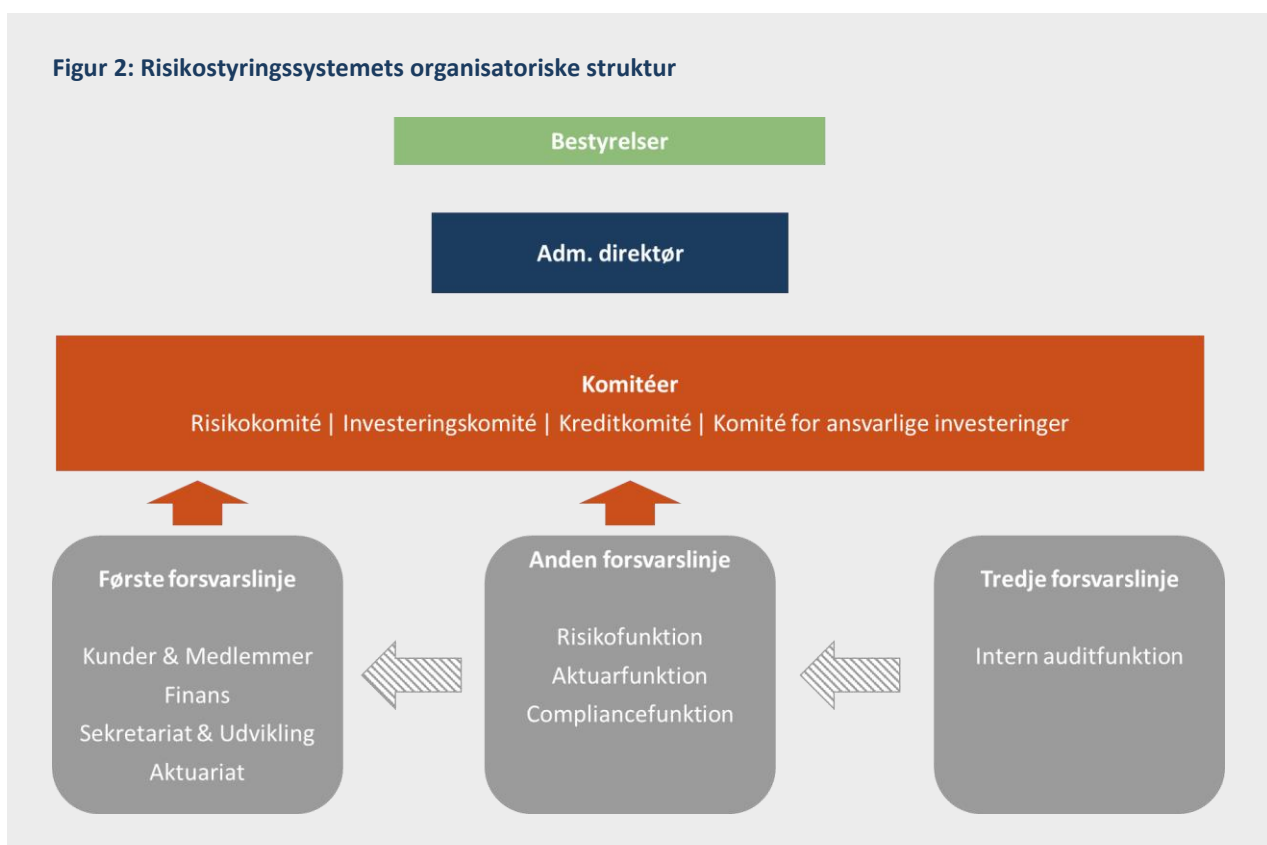 Figur 2: Risikostyringssystemets organisatoriske struktur
Bestyrelser
Adm. direktør
Komitéer
Risikokomité | Investeringskomité | Kreditkomité | Komité for ansvarlige investeringer
Første forsvarslinje
Kunder & Medlemmer
Finans
Sekretariat & Udvikling
Aktuariat
Anden forsvarslinje
Risikofunktion
Aktuarfunktion
Compliancefunktion
Tredje forsvarslinje
Intern auditfunktion